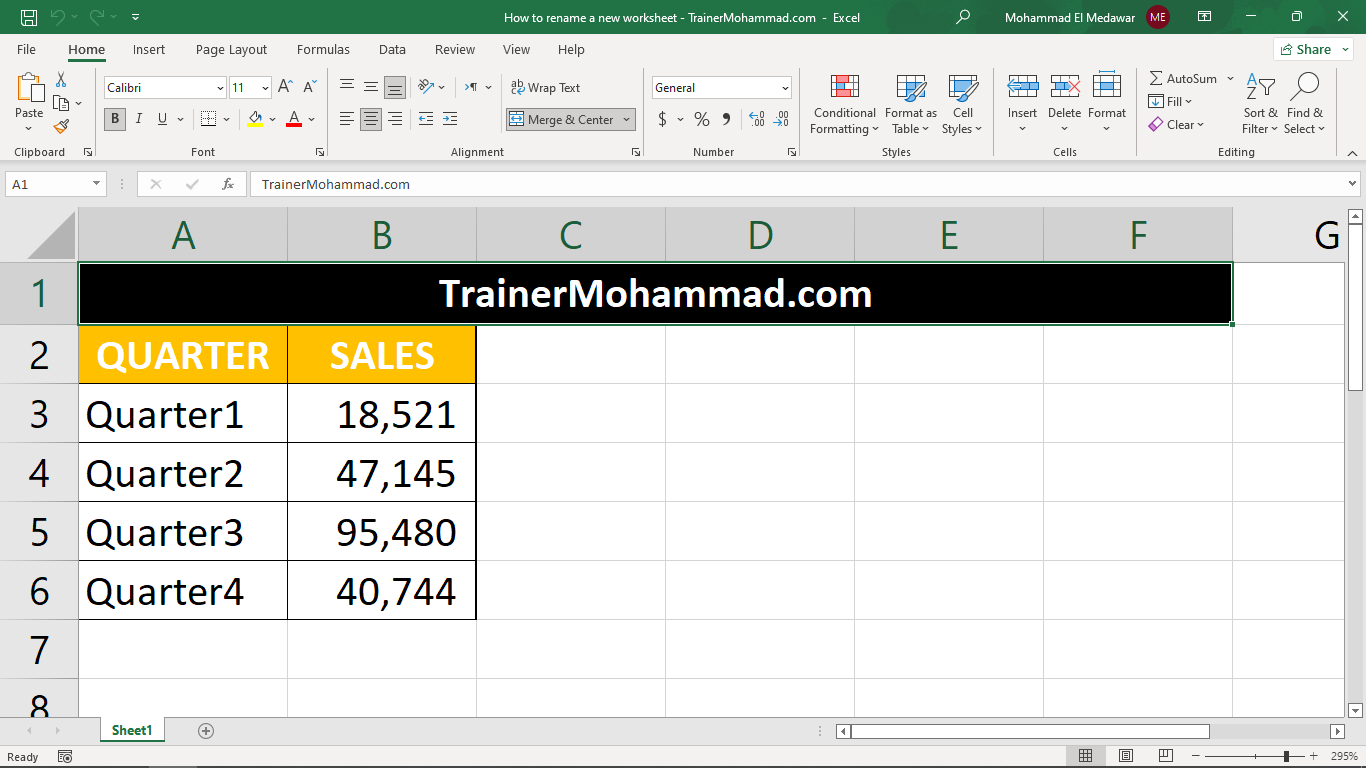 How to rename a new worksheet - TrainerMohammad.com - Excel
Mohammad El Medawar ME
File Home Insert Page Layout Formulas Data Review View Help Share
Paste
Calibri 11
B I U A
ab Wrap Text
Merge & Center
General
$ % 9 .00 .00
Conditional Formatting
Format as Table
Cell Styles
Insert Delete Format
AutoSum
Fill
Clear
Sort & Filter
Find & Select
Clipboard Font Alignment Number Styles Cells Editing
A1 fx TrainerMohammad.com
A B C D E F G
1 TrainerMohammad.com
2 QUARTER SALES
3 Quarter1 18,521
4 Quarter2 47,145
5 Quarter3 95,480
6 Quarter4 40,744
7
8
Sheet1
Ready 295%